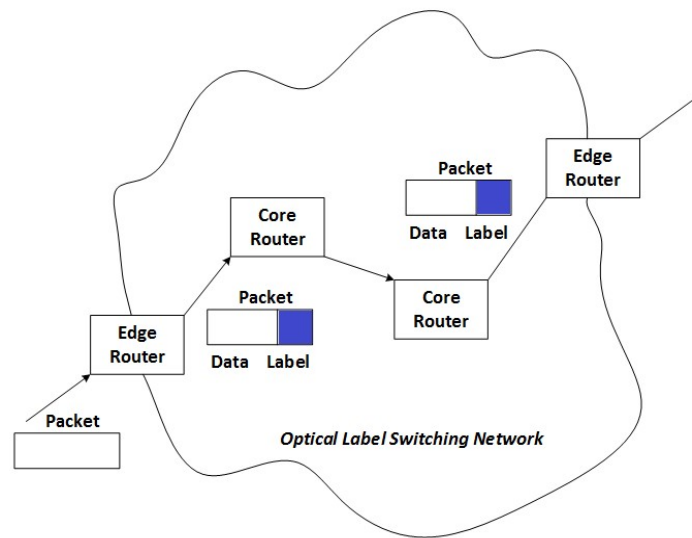 Edge
Router
Packet
Data Label
Core
Router
Core
Router
Packet
Data Label
Edge
Router
Packet
Optical Label Switching Network